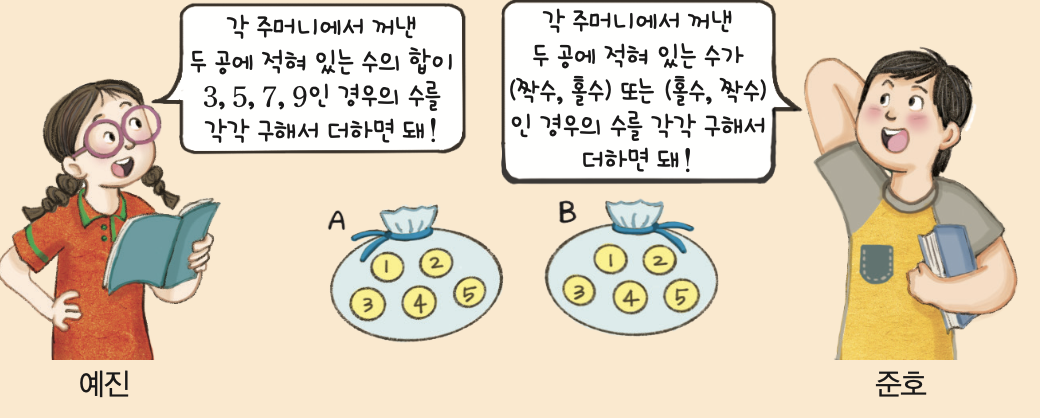 각 주머니에서 꺼낸
두 공에 적혀 있는 수의 합이
3, 5, 7, 9인 경우의 수를
각각 구해서 더하면 돼!
각 주머니에서 꺼낸
두 공에 적혀 있는 수가
(짝수, 홀수) 또는 (홀수, 짝수)
인 경우의 수를 각각 구해서
더하면 돼!
A
1 2
3 4 5
B
1 2
3 4 5
예진
준호